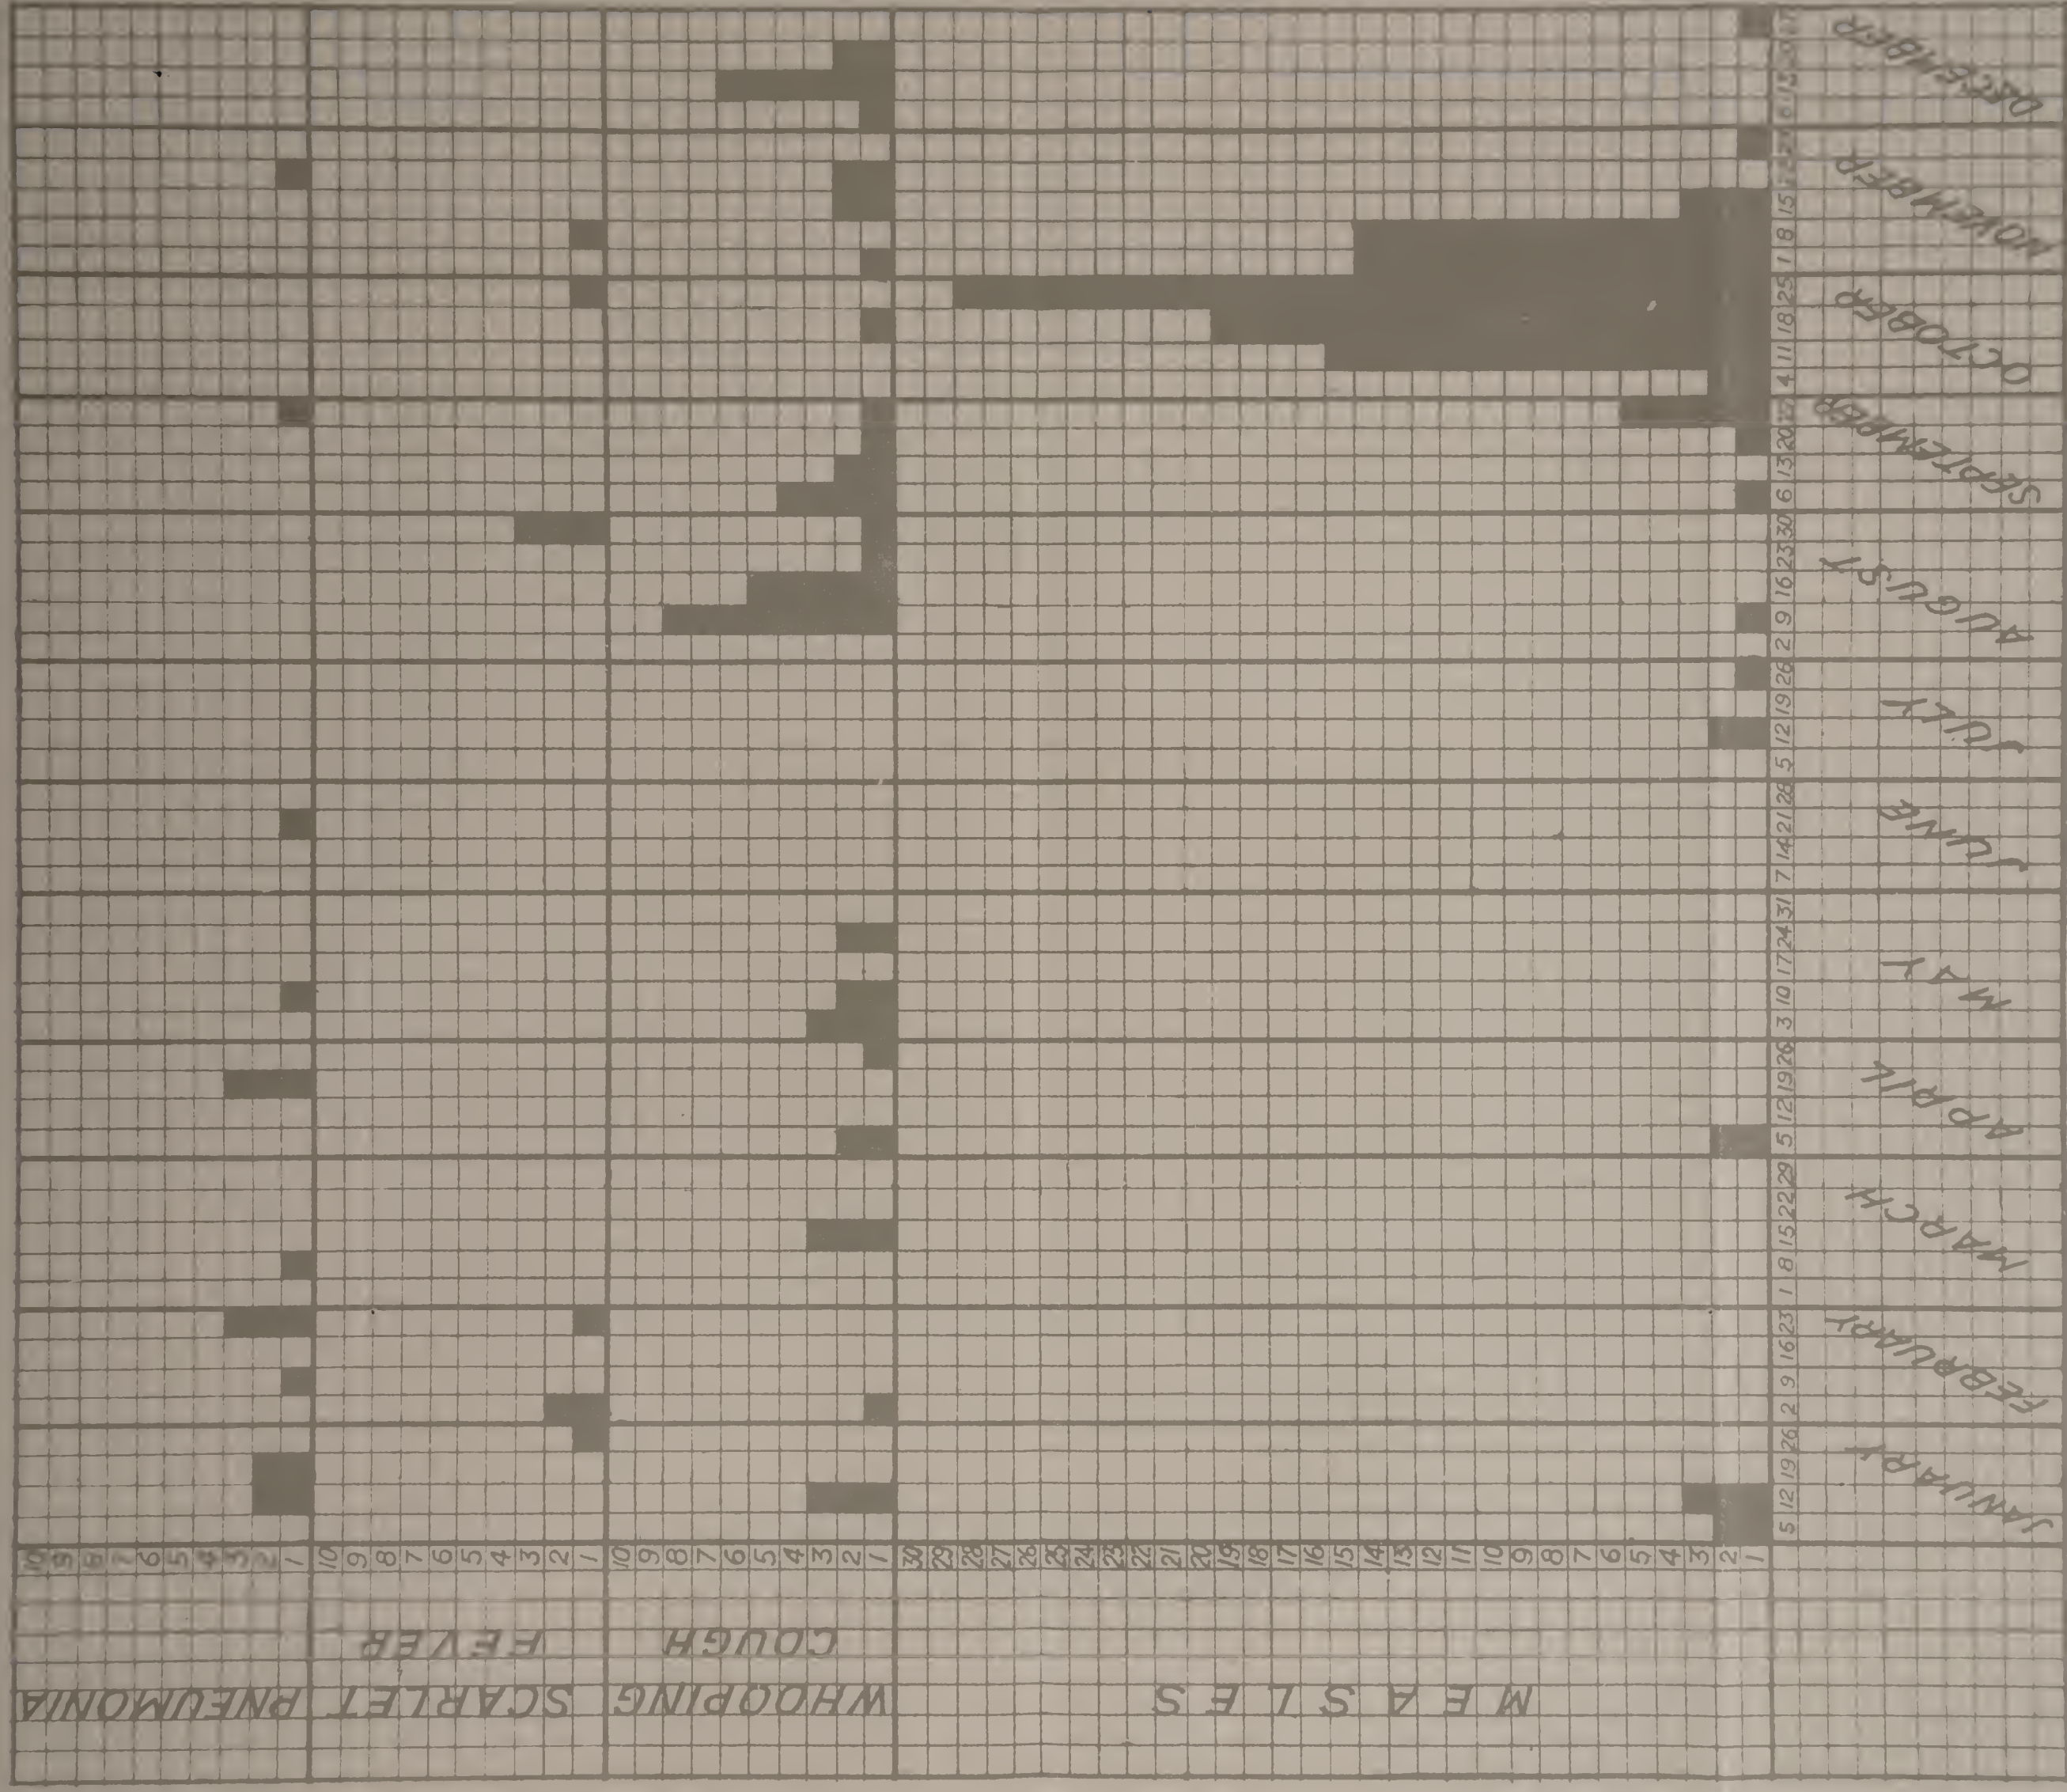 PNEUMONIA
10 9 8 7 6 5 4 3 2 1
SCARLET
FEVER
10 9 8 7 6 5 4 3 2 1
WHOOPING
COUGH
10 9 8 7 6 5 4 3 2 1
MEASLES
30 29 28 27 26 25 24 23 22 21 20 19 18 17 16 15 14 13 12 11 10 9 8 7 6 5 4 3 2 1
5 12 19 26
JANUARY
2 9 16 23
FEBRUARY
1 8 15 22 29
MARCH
5 12 19 26
APRIL
3 10 17 24 31
MAY
7 14 21 28
JUNE
5 12 19 26
JULY
2 9 16 23 30
AUGUST
6 13 20
SEPTEMBER
4 11 18 25
OCTOBER
1 8 15
NOVEMBER
6 13
DECEMBER